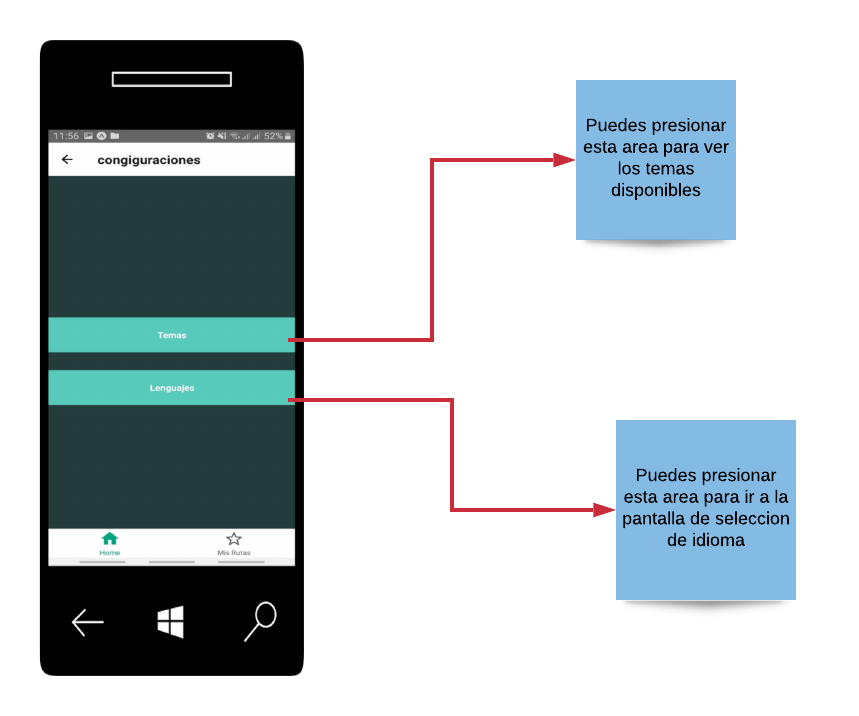 11:56
52%
congiguraciones
Temas
Lenguajes
Home
Mis Rutas
Puedes presionar
esta area para ver
los temas
disponibles
Puedes presionar
esta area para ir a la
pantalla de seleccion
de idioma